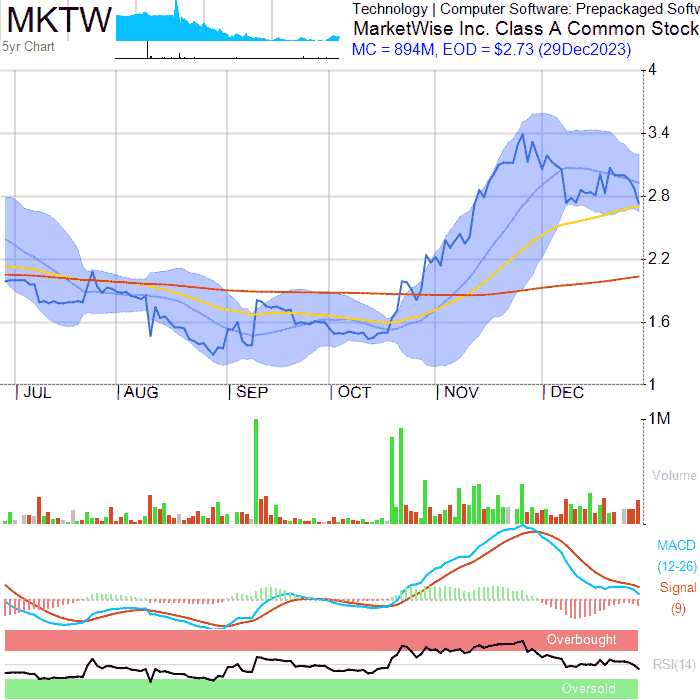 MKTW
5yr Chart
Technology | Computer Software: Prepackaged Softw
MarketWise Inc. Class A Common Stock
MC = 894M, EOD = $2.73 (29Dec2023)
4
3.4
2.8
2.2
1.6
1
JUL AUG SEP OCT NOV DEC
1M
Volume
MACD
(12-26)
Signal
(9)
Overbought
RSI(14)
Oversold